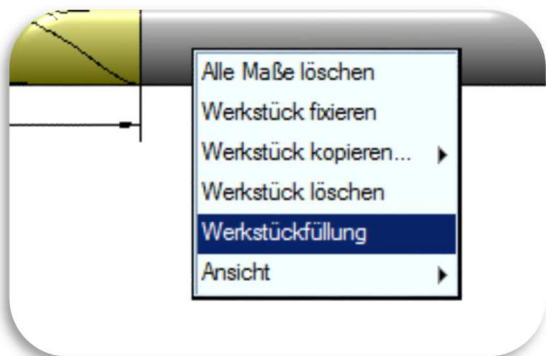 Alle Maße löschen
Werkstück fixieren
Werkstück kopieren...
Werkstück löschen
Werkstückfüllung
Ansicht